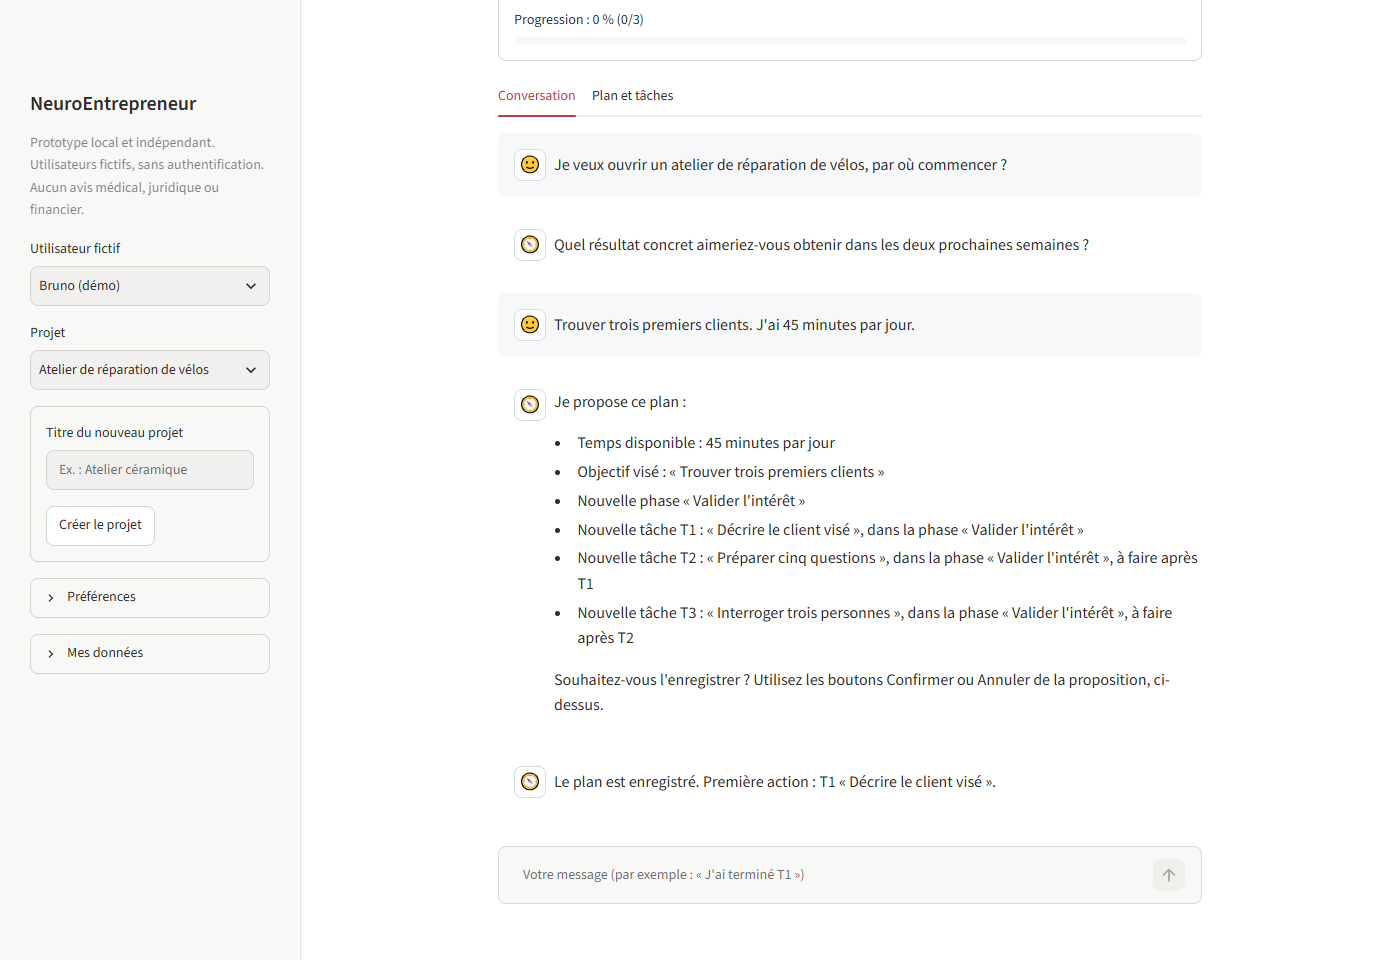 NeuroEntrepreneur
Prototype local et indépendant.
Utilisateurs fictifs, sans authentification.
Aucun avis médical, juridique ou
financier.
Utilisateur fictif
Bruno (démo)
Projet
Atelier de réparation de vélos
Titre du nouveau projet
Ex. : Atelier céramique
Créer le projet
Préférences
Mes données
Progression : 0 % (0/3)
Conversation
Plan et tâches
Je veux ouvrir un atelier de réparation de vélos, par où commencer ?
Quel résultat concret aimeriez-vous obtenir dans les deux prochaines semaines ?
Trouver trois premiers clients. J'ai 45 minutes par jour.
Je propose ce plan :
• Temps disponible : 45 minutes par jour
• Objectif visé : « Trouver trois premiers clients »
• Nouvelle phase « Valider l'intérêt »
• Nouvelle tâche T1 : « Décrire le client visé », dans la phase « Valider l'intérêt »
• Nouvelle tâche T2 : « Préparer cinq questions », dans la phase « Valider l'intérêt », à faire après
T1
• Nouvelle tâche T3 : « Interroger trois personnes », dans la phase « Valider l'intérêt », à faire
après T2
Souhaitez-vous l'enregistrer ? Utilisez les boutons Confirmer ou Annuler de la proposition, ci-
dessus.
Le plan est enregistré. Première action : T1 « Décrire le client visé ».
Votre message (par exemple : « J'ai terminé T1 »)